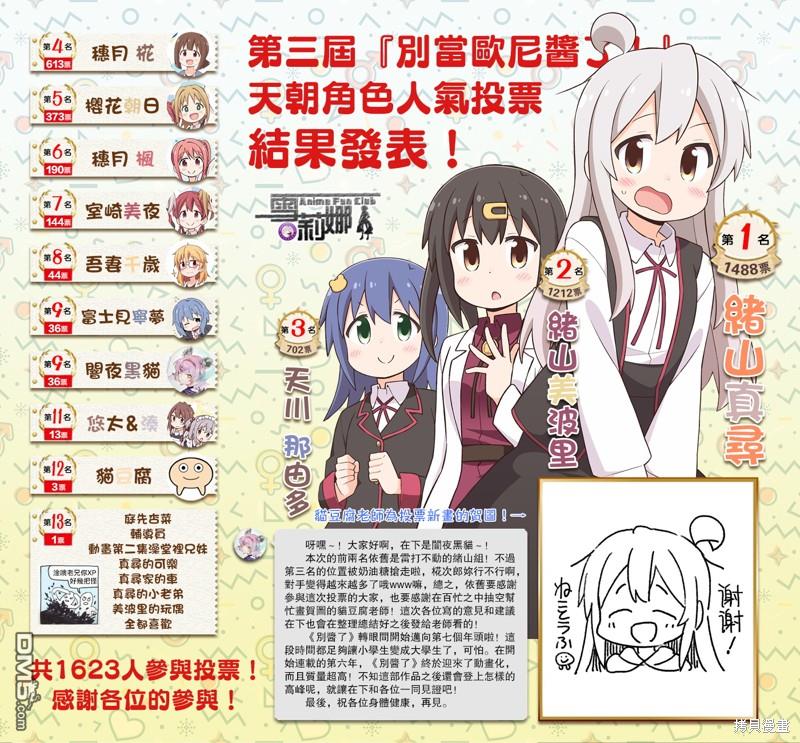 第三屆『別當歐尼醬了！』
天朝角色人氣投票
結果發表！
Anime Fan Club
雪莉娜
第1名
1488票
緒山真尋
第2名
1212票
緒山美波里
第3名
702票
天川 那由多
第4名
613票
穗月 椛
第5名
373票
櫻花朝日
第6名
190票
穗月 楓
第7名
144票
室崎美夜
第8名
44票
吾妻千歲
第9名
36票
富士見寧夢
第9名
36票
闇夜黑貓
第11名
13票
悠太&湊
第12名
3票
貓豆腐
第13名
1票
庭先杏菜
輔導員
動畫第二集澡堂裡兄妹
真尋的可樂
真尋家的車
真尋的小老弟
美波里的玩偶
全都喜歡
這幾老兄XP
好幾把怪
共1623人參與投票！
感謝各位的參與！
貓豆腐老師為投票新畫的賀圖！→
呀嘿~！大家好啊，在下是闇夜黑貓~！
本次的前兩名依舊是雷打不動的緒山組！不過
第三名的位置被奶油糖搶走啦，椛次郎妳行不行啊，
對手變得越來越多了哦www嘛，總之，依舊要感謝
參與這次投票的大家，也要感謝在百忙之中抽空幫
忙畫賀圖的貓豆腐老師！這次各位寫的意見和建議
在下也會在整理總結好之後發給老師看的！
《別醬了》轉眼間開始邁向第七個年頭啦！這
段時間都足夠讓小學生變成大學生了，可怕。在開
始連載的第六年，《別醬了》終於迎來了動畫化，
而且質量超高！不知這部作品之後還會登上怎樣的
高峰呢，就讓在下和各位一同見證吧！
最後，祝各位身體健康，再見。
謝謝！
ねことうふ
DM5.com
拷貝漫畫